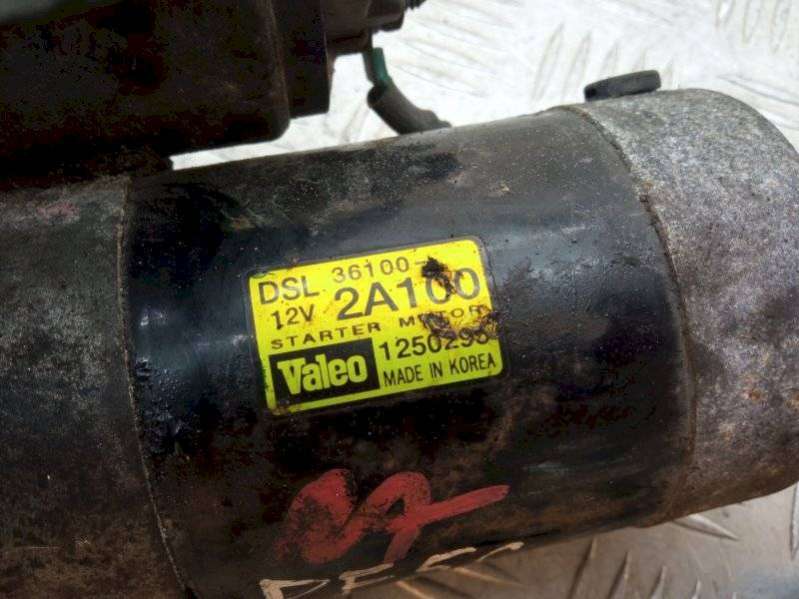 DSL 36100-
12V 2A100
STARTER MOTOR
Valeo 1250295
MADE IN KOREA